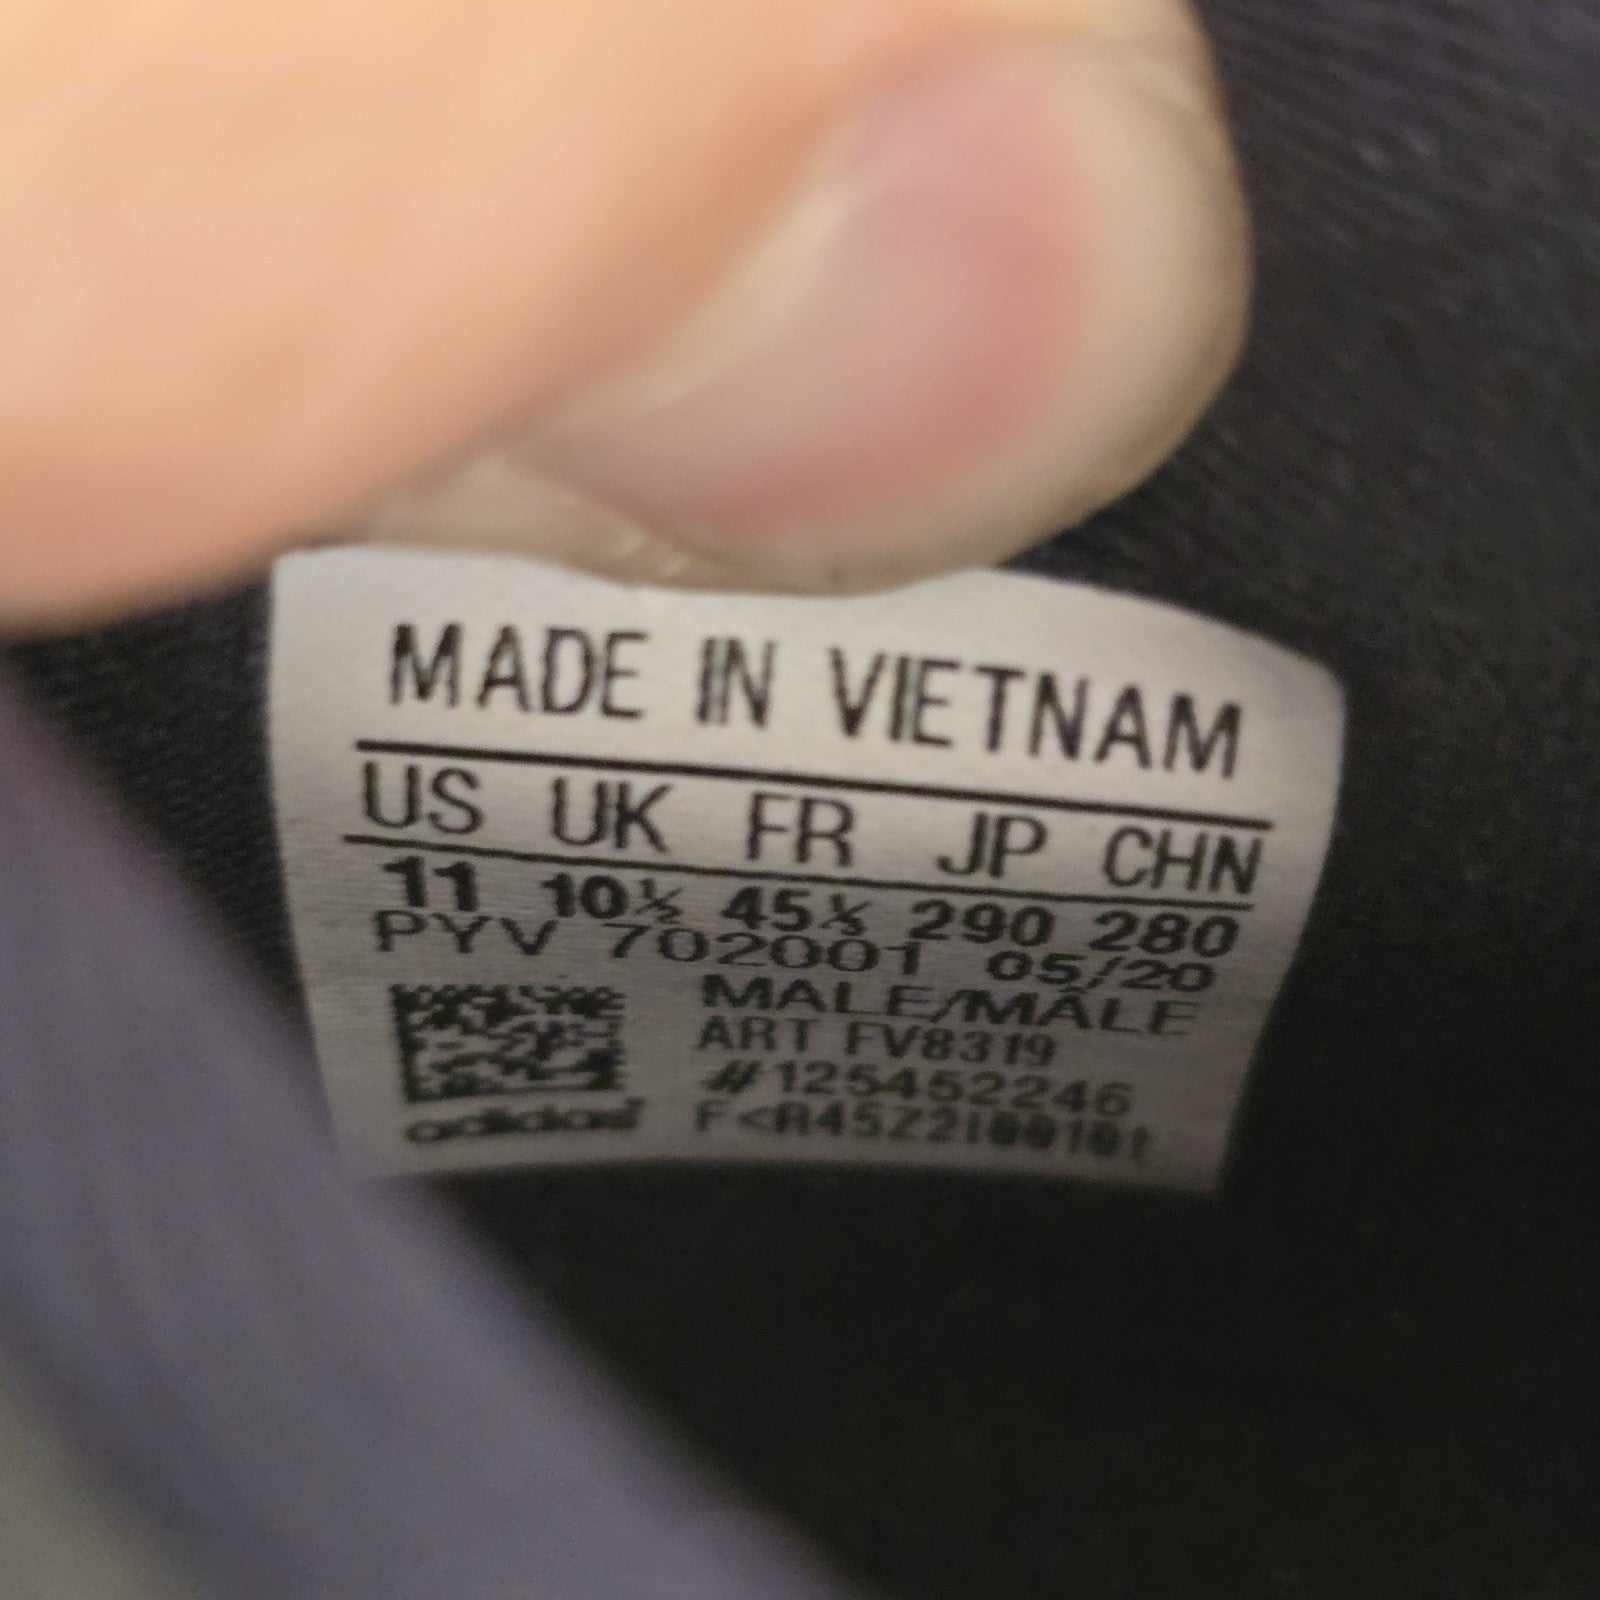 MADE IN VIETNAM
US UK FR JP CHN
11 10½ 45⅓ 290 280
PYV 702001 05/20
MALE/MÂLE
ART FV8319
#125452246
adidas